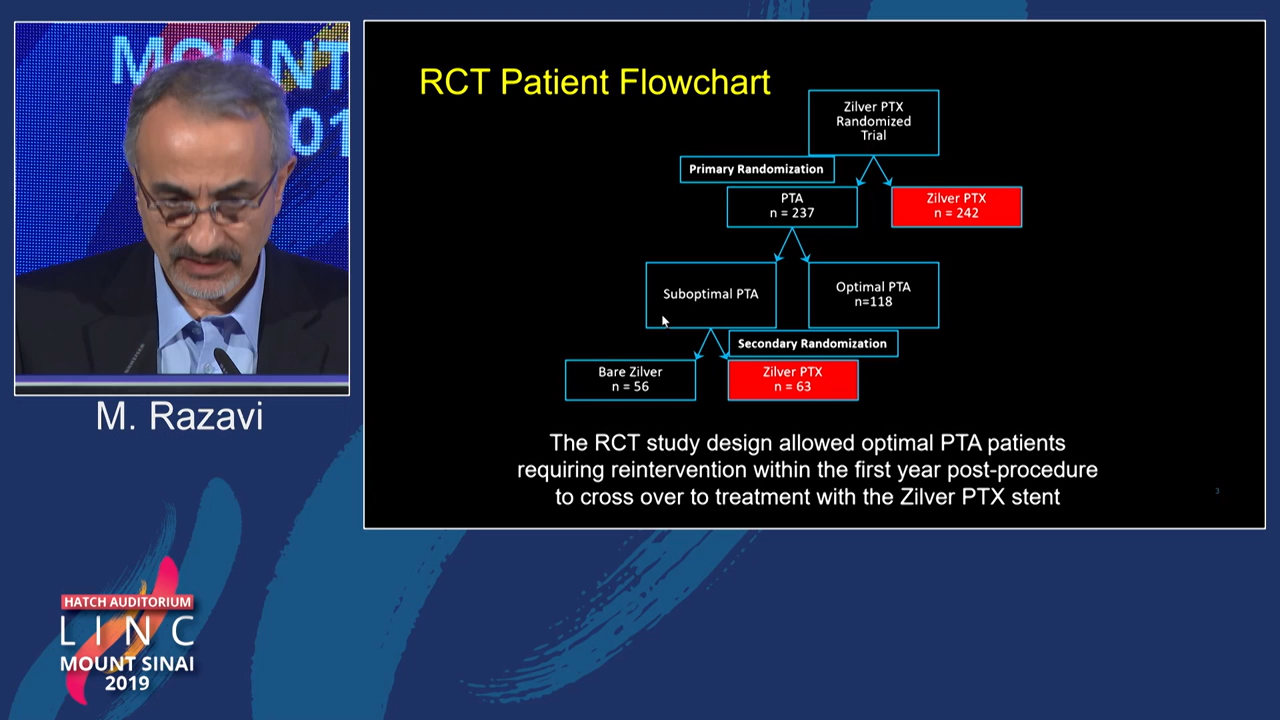 MOUNT
01
M. Razavi
HATCH AUDITORIUM
LINC
MOUNT SINAI
2019
RCT Patient Flowchart
Zilver PTX
Randomized
Trial
Primary Randomization
PTA
n = 237
Zilver PTX
n = 242
Suboptimal PTA
Optimal PTA
n=118
Secondary Randomization
Bare Zilver
n = 56
Zilver PTX
n = 63
The RCT study design allowed optimal PTA patients
requiring reintervention within the first year post-procedure
to cross over to treatment with the Zilver PTX stent
3